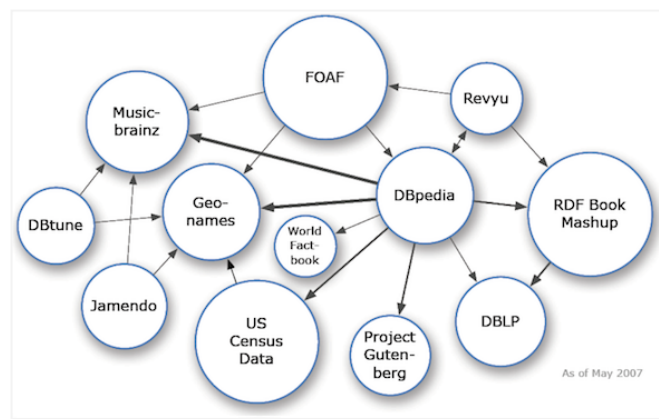 FOAF
Music-
brainz
Revyu
DBpedia
Geo-
names
RDF Book
Mashup
DBtune
World
Fact-
book
Jamendo
US
Census
Data
Project
Guten-
berg
DBLP
As of May 2007